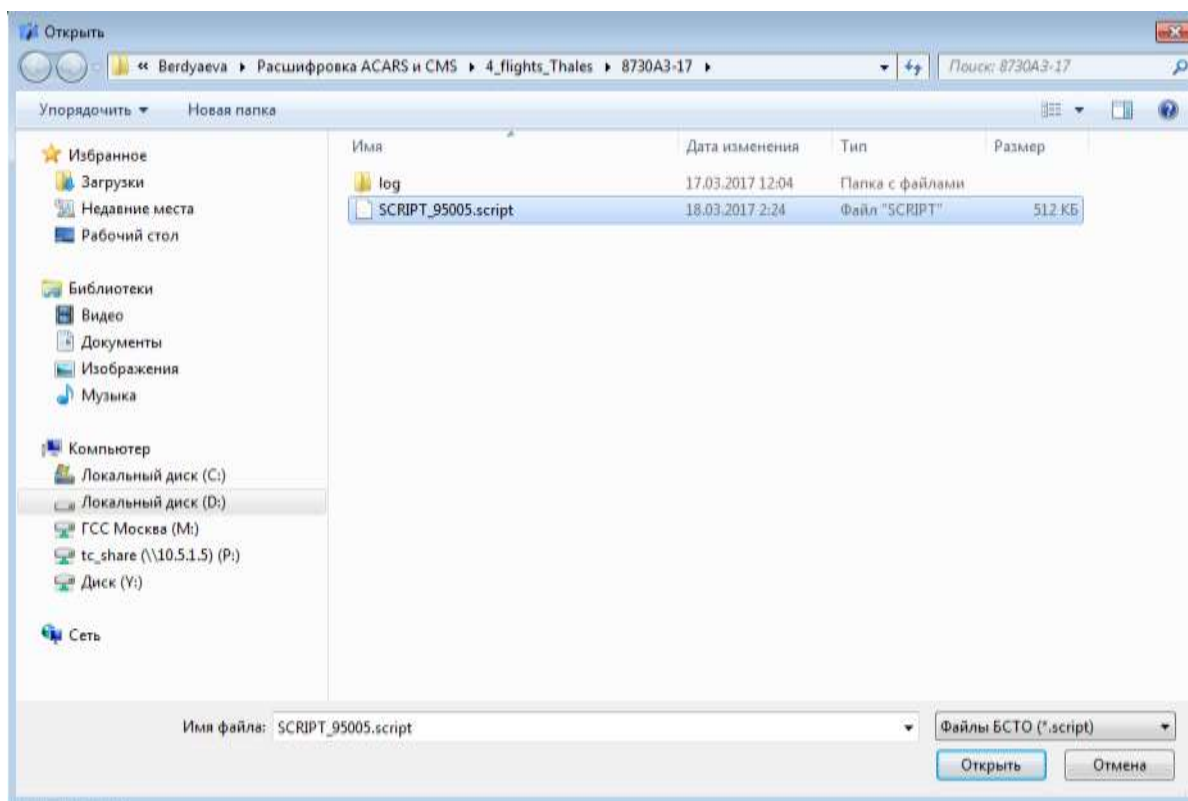 Открыть
« Berdyaeva ▸ Расшифровка ACARS и CMS ▸ 4_flights_Thales ▸ 8730A3-17 ▸ Поиск: 8730A3-17
Упорядочить ▼ Новая папка
Избранное
Загрузки
Недавние места
Рабочий стол
Библиотеки
Видео
Документы
Изображения
Музыка
Компьютер
Локальный диск (C:)
Локальный диск (D:)
ГСС Москва (M:)
tc_share (\\10.5.1.5) (P:)
Диск (Y:)
Сеть
Имя Дата изменения Тип Размер
log 17.03.2017 12:04 Папка с файлами
SCRIPT_95005.script 18.03.2017 2:24 Файл "SCRIPT" 512 КБ
Имя файла: SCRIPT_95005.script Файлы БСТО (*.script)
Открыть Отмена